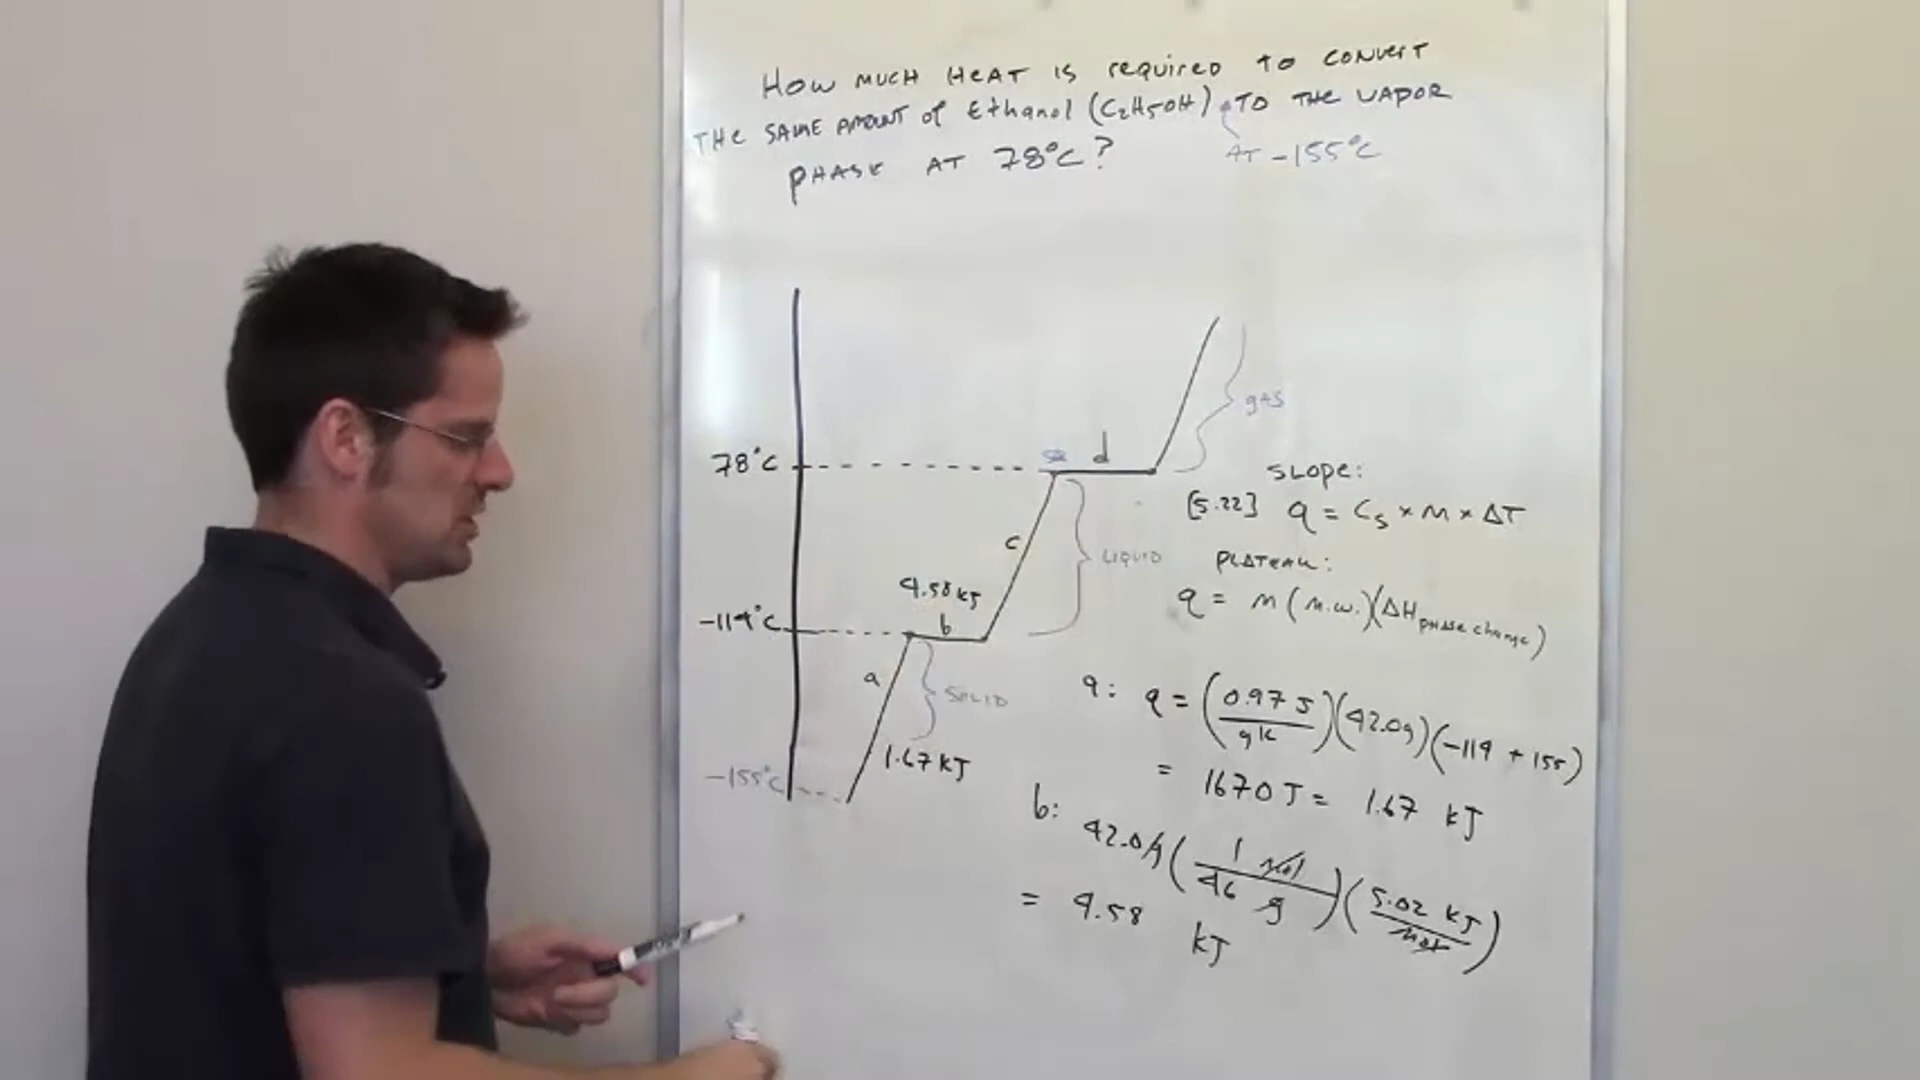 HOW MUCH HEAT IS required TO CONVERT
THE SAME AMOUNT of Ethanol (C₂H₅OH) TO THE VAPOR
AT -155°C
PHASE AT 78°C?
gAS
78°C
d
SLOPE:
[5.22] q = Cs × m × ΔT
c
LIQUID
PLATEAU:
4.58 kJ
q = m (m.w.)(ΔH phase change)
-114°C
b
a
SOLID
a: q = (0.97 J / gK)(42.0g)(-114 + 155)
1.67 kJ
-155°C
= 1670 J = 1.67 kJ
b: 42.0g (1 mol / 46 g)(5.02 kJ / mol)
= 4.58 kJ